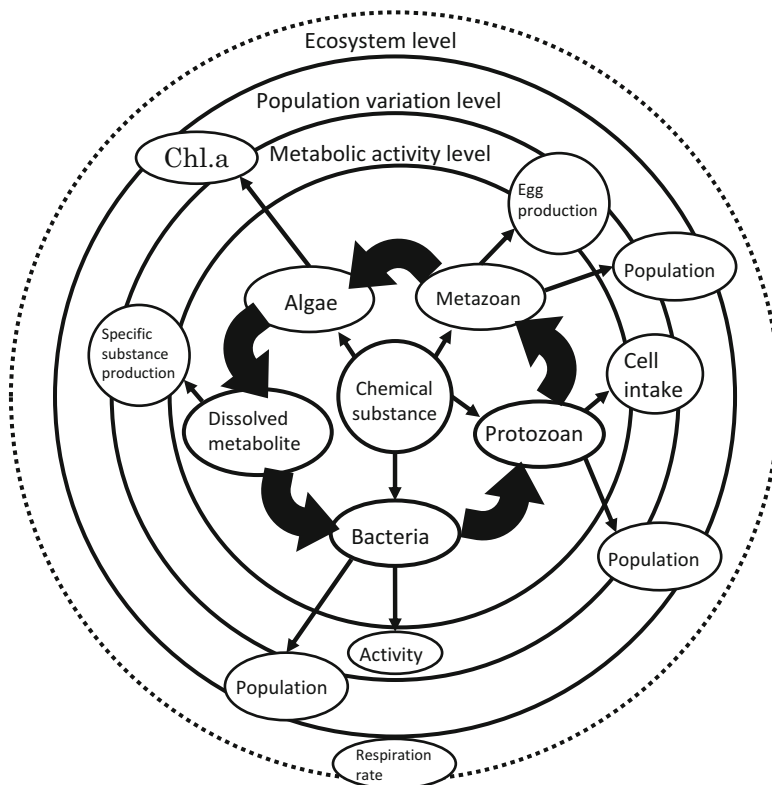 Ecosystem level
Population variation level
Chl.a
Metabolic activity level
Egg
production
Population
Algae
Metazoan
Specific
substance
production
Chemical
substance
Cell
intake
Dissolved
metabolite
Protozoan
Bacteria
Population
Activity
Population
Respiration
rate